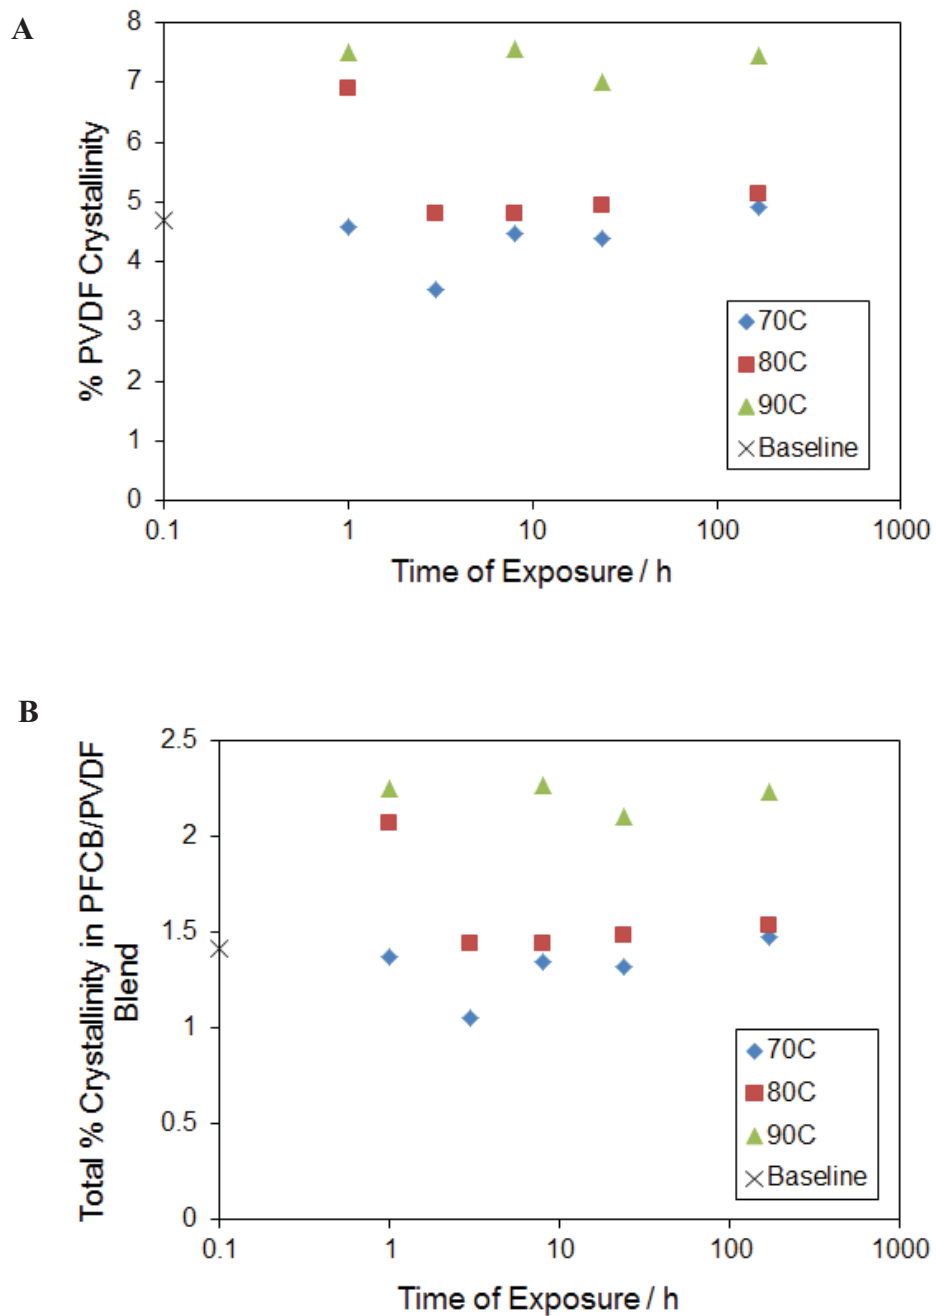 A
8
7
6
5
4
3
2
1
0
% PVDF Crystallinity
70C
80C
90C
Baseline
0.1 1 10 100 1000
Time of Exposure / h
B
2.5
2
1.5
1
0.5
0
Total % Crystallinity in PFCB/PVDF
Blend
70C
80C
90C
Baseline
0.1 1 10 100 1000
Time of Exposure / h